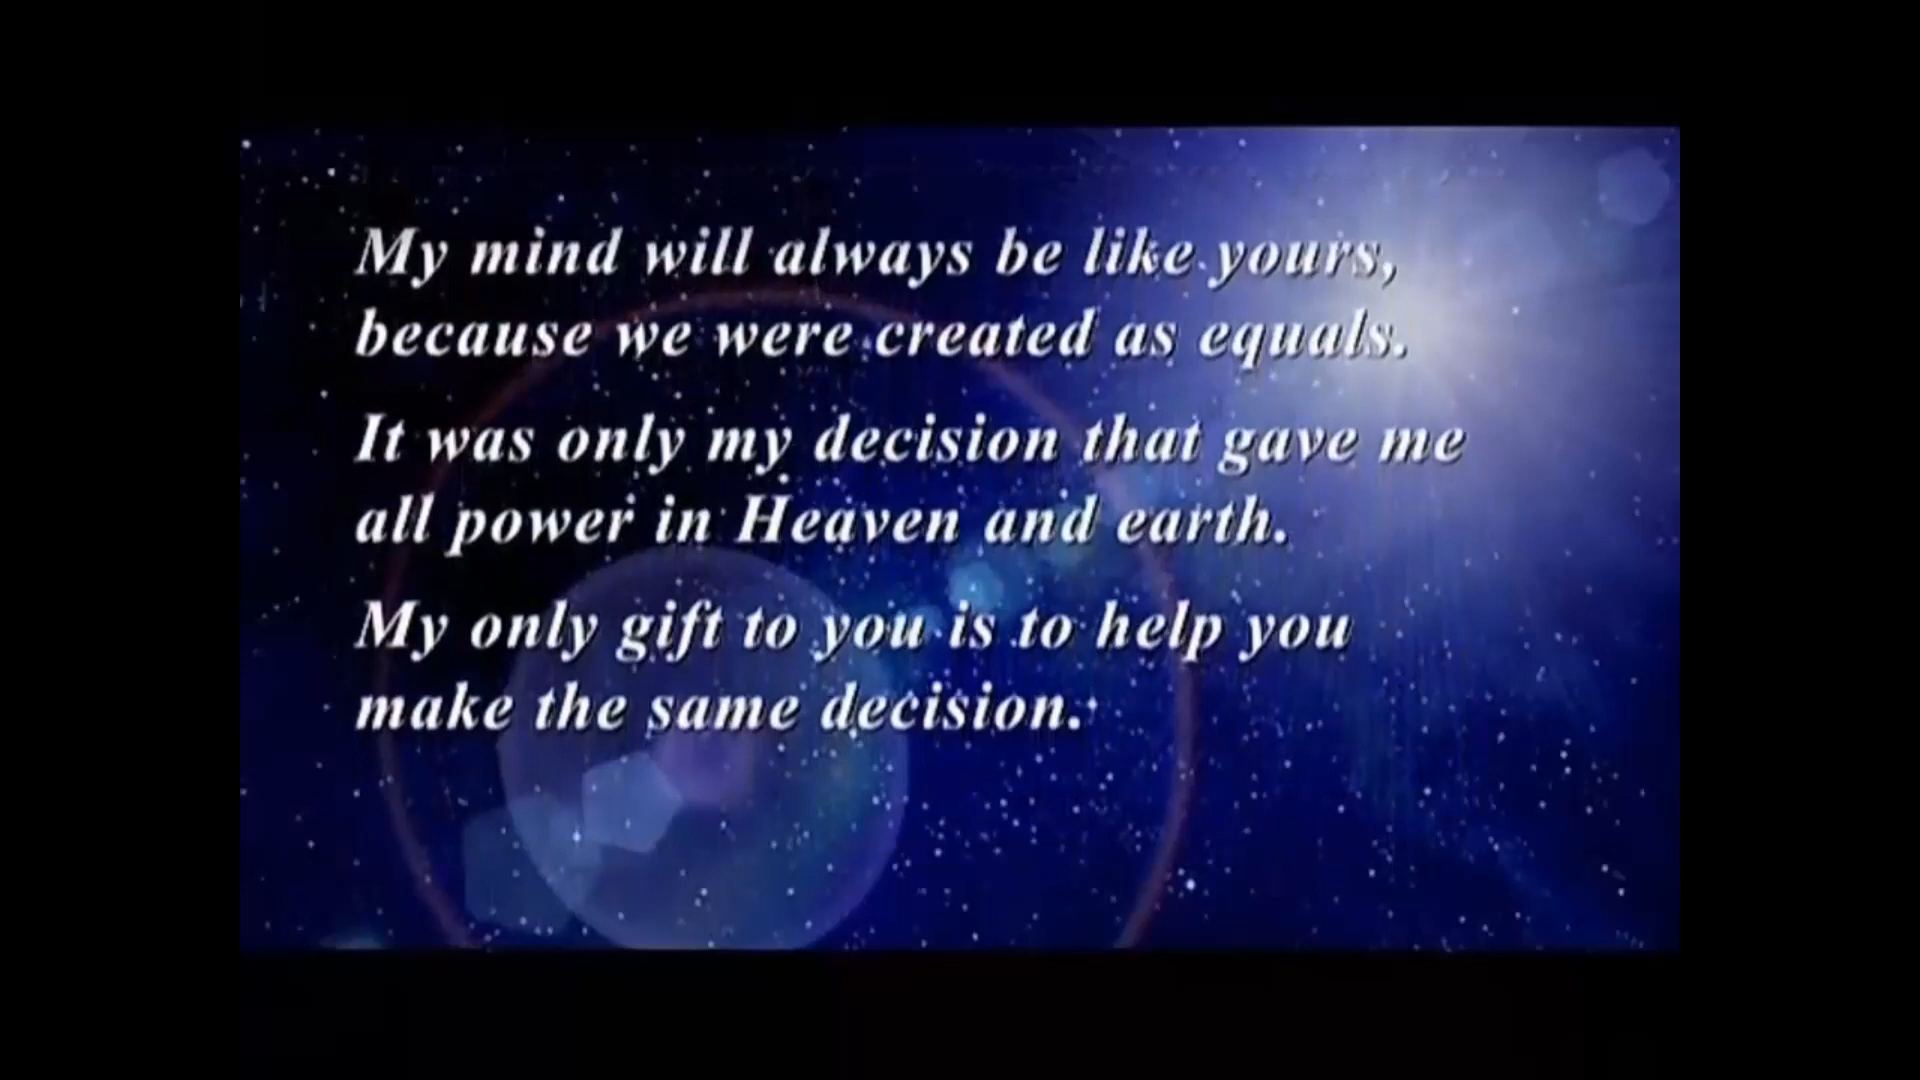 My mind will always be like yours,
because we were created as equals.
It was only my decision that gave me
all power in Heaven and earth.
My only gift to you is to help you
make the same decision.